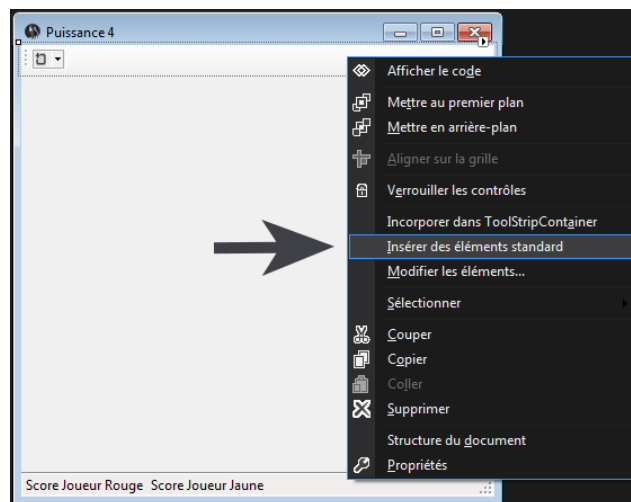 Puissance 4
Afficher le code
Mettre au premier plan
Mettre en arrière-plan
Aligner sur la grille
Verrouiller les contrôles
Incorporer dans ToolStripContainer
Insérer des éléments standard
Modifier les éléments...
Sélectionner
Couper
Copier
Coller
Supprimer
Structure du document
Propriétés
Score Joueur Rouge Score Joueur Jaune